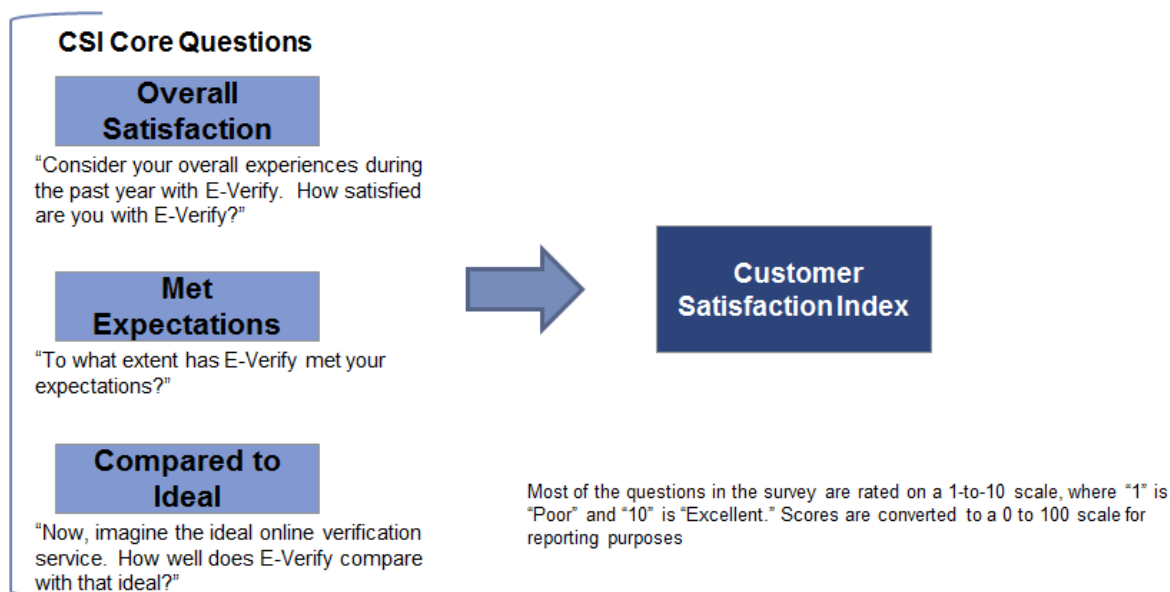 CSI Core Questions
Overall
Satisfaction
“Consider your overall experiences during
the past year with E-Verify.  How satisfied
are you with E-Verify?”
Met
Expectations
“To what extent has E-Verify met your
expectations?”
Compared to
Ideal
“Now, imagine the ideal online verification
service.  How well does E-Verify compare
with that ideal?”
Customer
Satisfaction Index
Most of the questions in the survey are rated on a 1-to-10 scale, where “1” is
“Poor” and “10” is “Excellent.” Scores are converted to a 0 to 100 scale for
reporting purposes